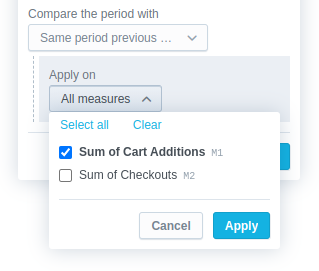 Compare the period with
Same period previous ...
Apply on
All measures
Select all Clear
Sum of Cart Additions M1
Sum of Checkouts M2
Cancel Apply